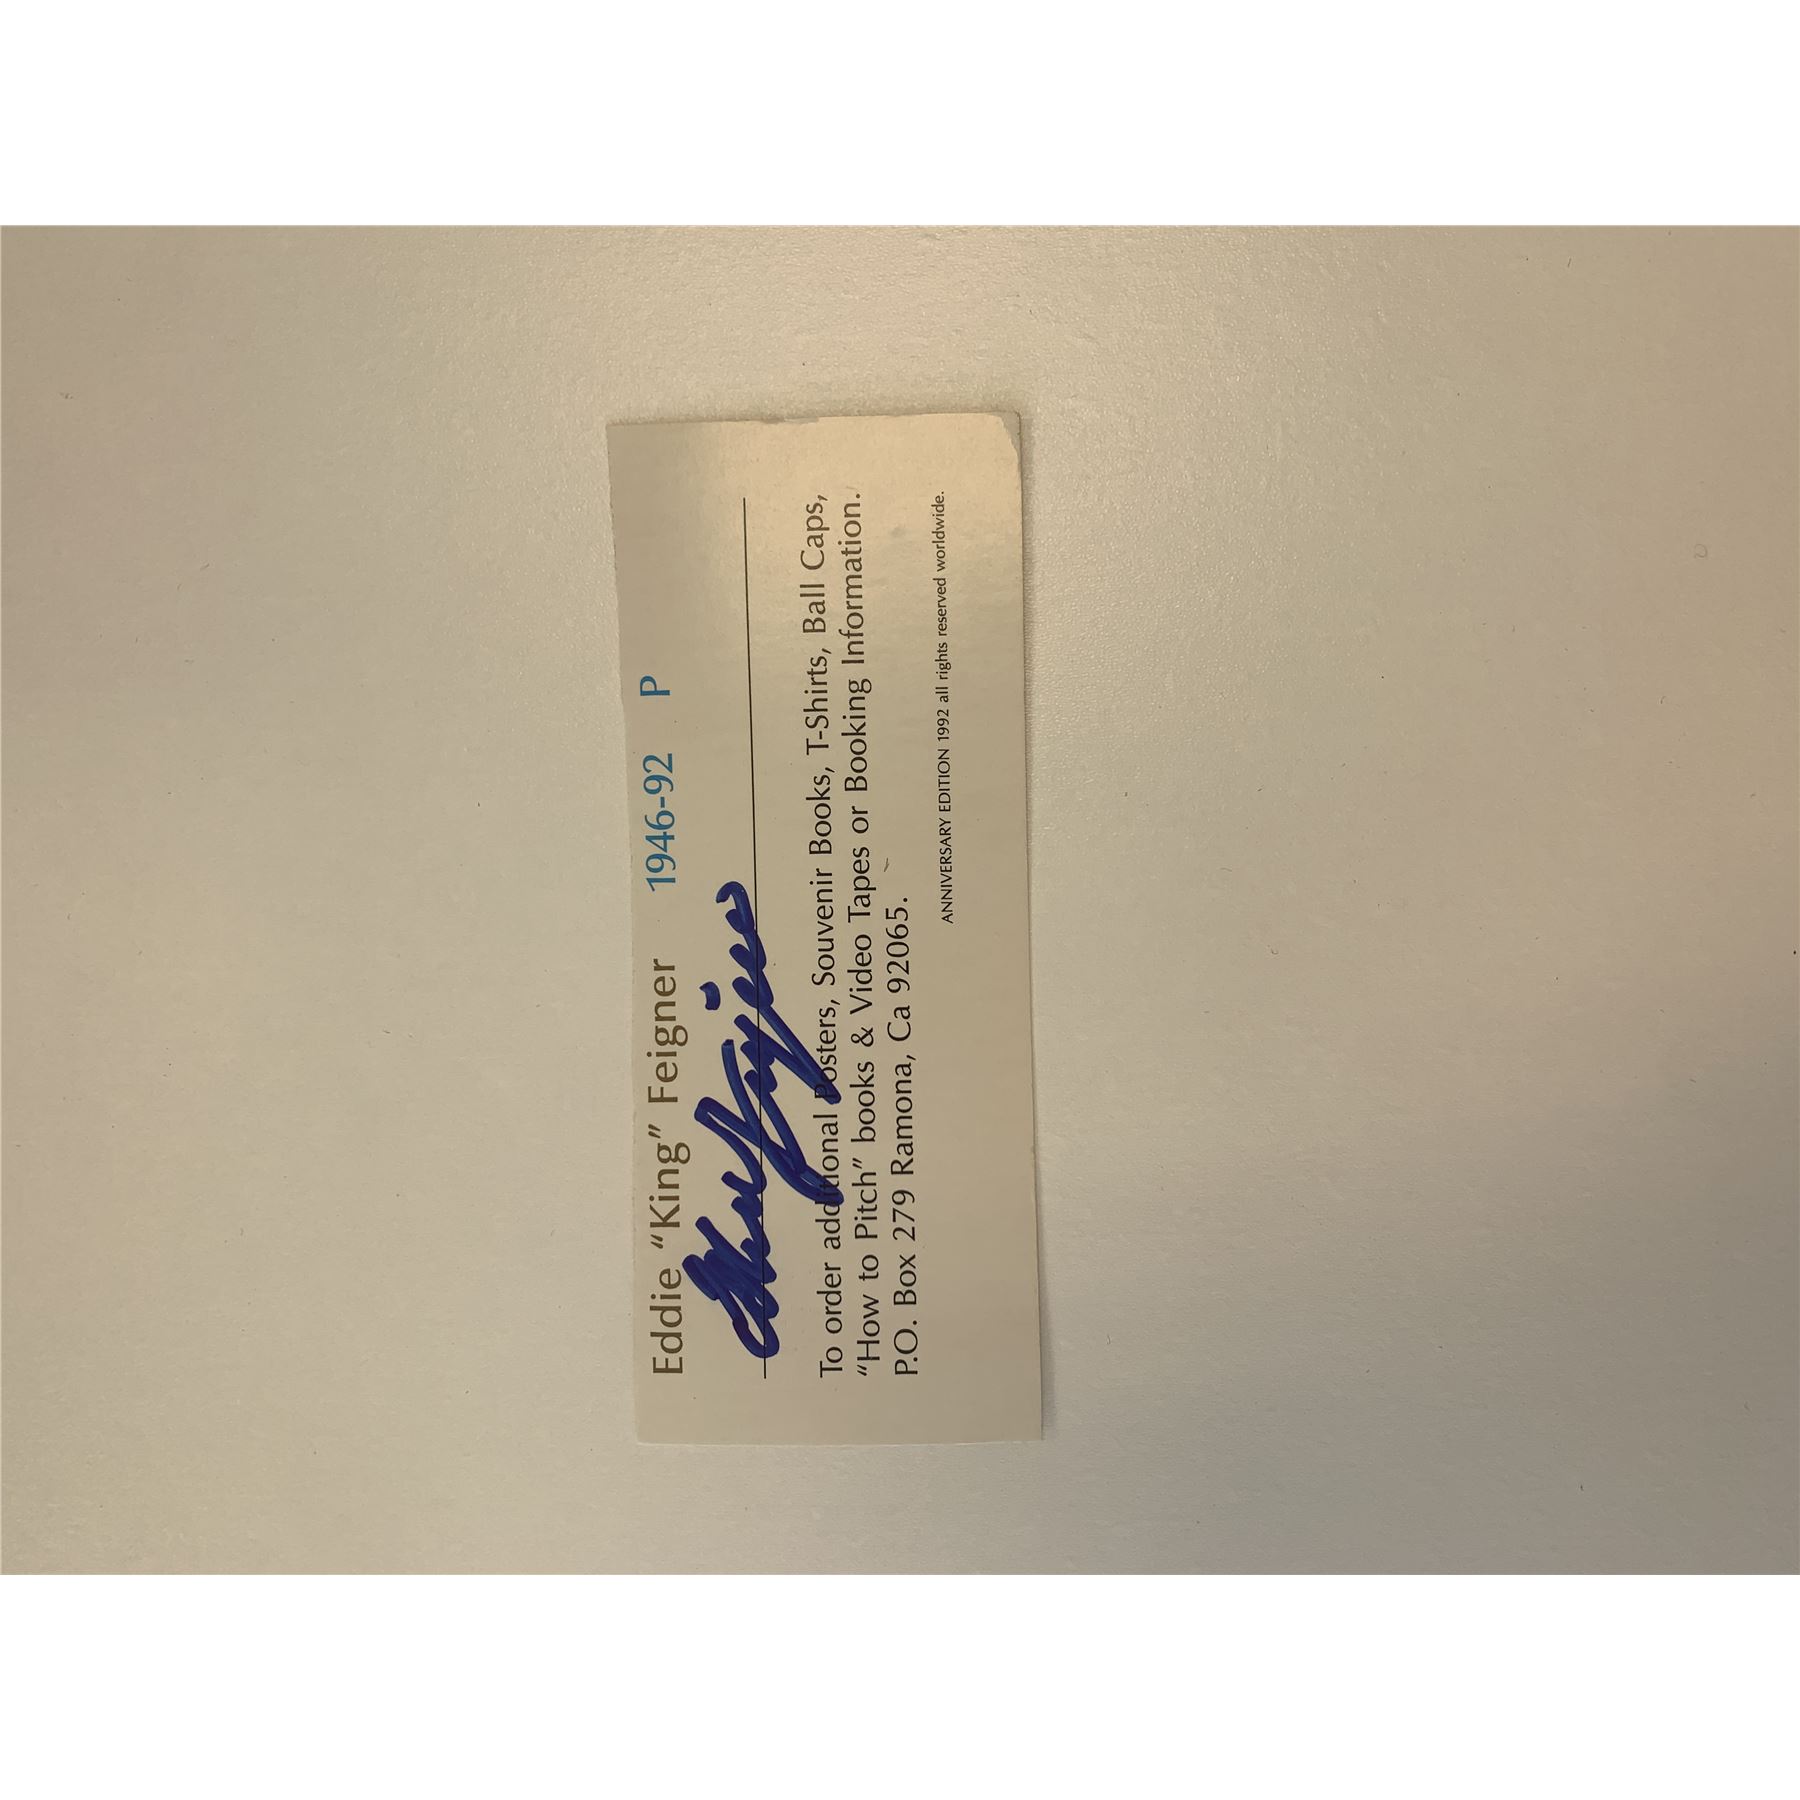 Eddie “King” Feigner 1946-92 P
To order additional Posters, Souvenir Books, T-Shirts, Ball Caps,
“How to Pitch” books & Video Tapes or Booking Information.
P.O. Box 279 Ramona, Ca 92065.
ANNIVERSARY EDITION 1992 all rights reserved worldwide.